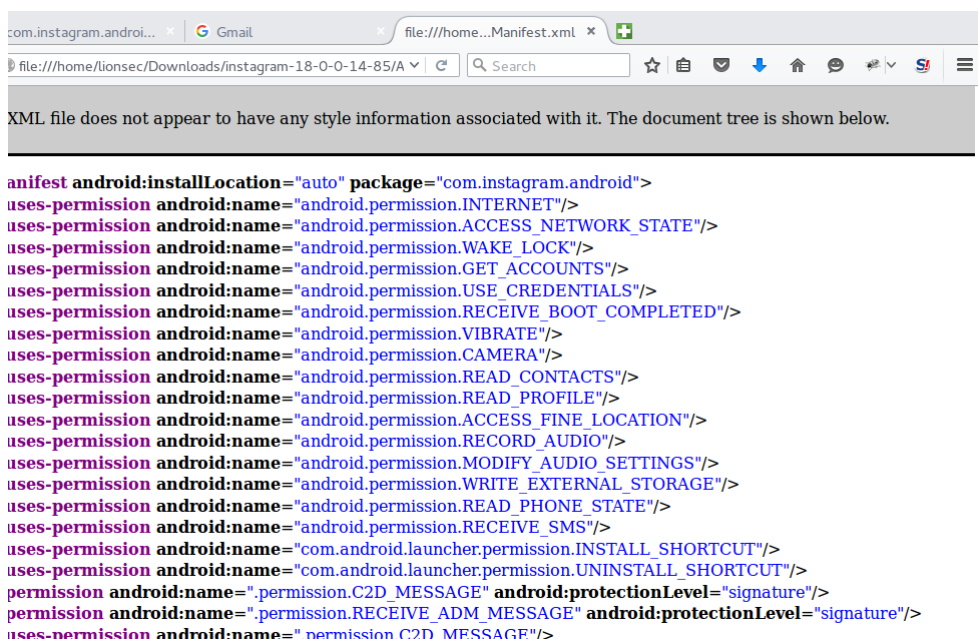 com.instagram.androi... ×
G Gmail ×
file:///home...Manifest.xml ×
file:///home/lionsec/Downloads/instagram-18-0-0-14-85/A
Search
S!
XML file does not appear to have any style information associated with it. The document tree is shown below.
anifest android:installLocation="auto" package="com.instagram.android">
uses-permission android:name="android.permission.INTERNET"/>
uses-permission android:name="android.permission.ACCESS_NETWORK_STATE"/>
uses-permission android:name="android.permission.WAKE_LOCK"/>
uses-permission android:name="android.permission.GET_ACCOUNTS"/>
uses-permission android:name="android.permission.USE_CREDENTIALS"/>
uses-permission android:name="android.permission.RECEIVE_BOOT_COMPLETED"/>
uses-permission android:name="android.permission.VIBRATE"/>
uses-permission android:name="android.permission.CAMERA"/>
uses-permission android:name="android.permission.READ_CONTACTS"/>
uses-permission android:name="android.permission.READ_PROFILE"/>
uses-permission android:name="android.permission.ACCESS_FINE_LOCATION"/>
uses-permission android:name="android.permission.RECORD_AUDIO"/>
uses-permission android:name="android.permission.MODIFY_AUDIO_SETTINGS"/>
uses-permission android:name="android.permission.WRITE_EXTERNAL_STORAGE"/>
uses-permission android:name="android.permission.READ_PHONE_STATE"/>
uses-permission android:name="android.permission.RECEIVE_SMS"/>
uses-permission android:name="com.android.launcher.permission.INSTALL_SHORTCUT"/>
uses-permission android:name="com.android.launcher.permission.UNINSTALL_SHORTCUT"/>
permission android:name=".permission.C2D_MESSAGE" android:protectionLevel="signature"/>
permission android:name=".permission.RECEIVE_ADM_MESSAGE" android:protectionLevel="signature"/>
uses-permission android:name=".permission.C2D_MESSAGE"/>